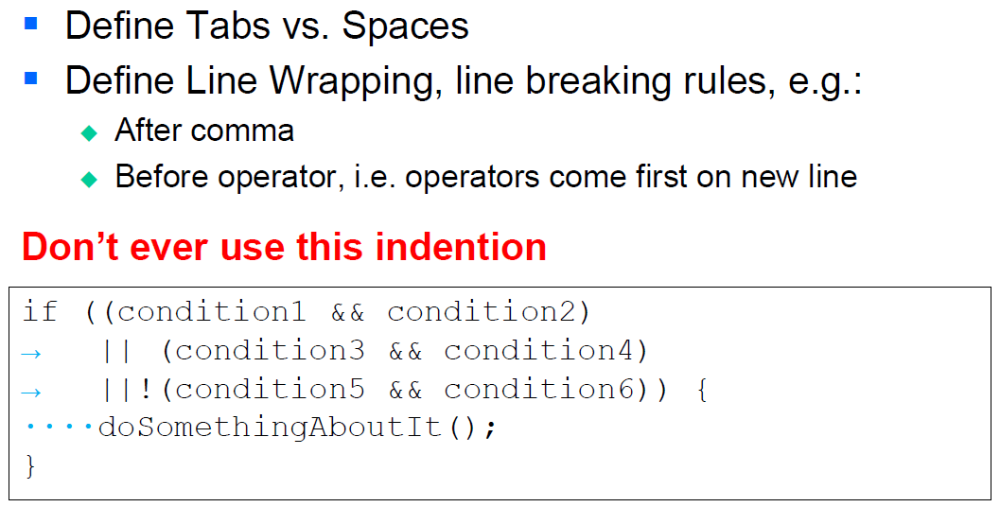 Define Tabs vs. Spaces
Define Line Wrapping, line breaking rules, e.g.:
After comma
Before operator, i.e. operators come first on new line
Don’t ever use this indention
if ((condition1 && condition2)
→   || (condition3 && condition4)
→   ||!(condition5 && condition6)) {
····doSomethingAboutIt();
}